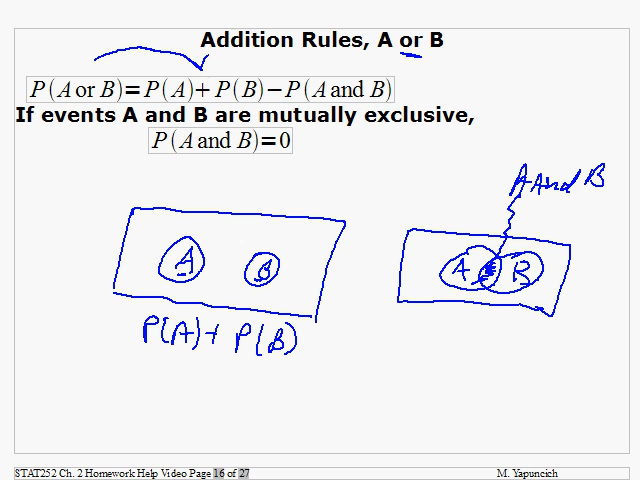 Addition Rules, A or B
P(A or B)=P(A)+P(B)−P(A and B)
If events A and B are mutually exclusive,
P(A and B)=0
A And B
A B
A B
P(A)+ P(B)
STAT252 Ch. 2 Homework Help Video Page 16 of 27 M. Yapuncich